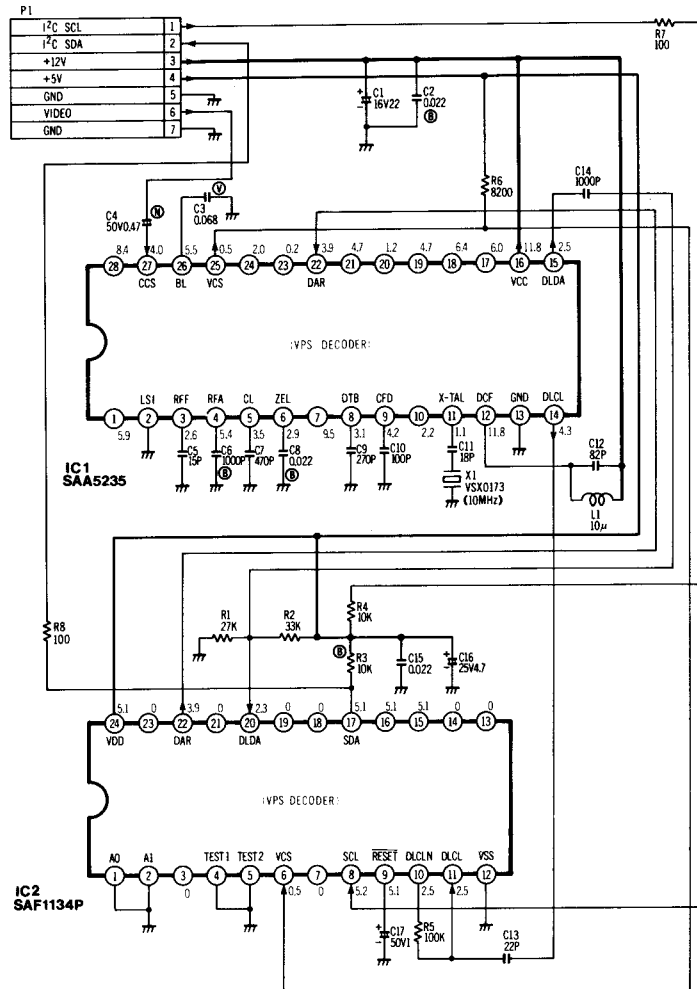 P1
I²C SCL 1
I²C SDA 2
+12V 3
+5V 4
GND 5
VIDEO 6
GND 7
R7
100
C1
16V22
C2
0.022
B
R6
8200
C14
1000P
C4
50V0.47
N
V
C3
0.068
8.4 4.0 5.5 0.5 2.0 0.2 3.9 4.7 1.2 4.7 6.4 6.0 11.8 2.5
28 27 26 25 24 23 22 21 20 19 18 17 16 15
CCS BL VCS DAR VCC DLDA
(VPS DECODER)
LSI RFF RFA CL ZEL DTB CFD X-TAL DCF GND DLCL
1 2 3 4 5 6 7 8 9 10 11 12 13 14
5.9 2.6 5.4 3.5 2.9 9.5 3.1 4.2 2.2 1.1 11.8 4.3
IC1
SAA5235
C5
15P
C6
1000P
B
C7
470P
C8
0.022
B
C9
270P
C10
100P
C11
18P
X1
VSX0173
(10MHz)
C12
82P
L1
10μ
R8
100
R1
27K
R2
33K
R4
10K
B
R3
10K
C15
0.022
C16
25V4.7
5.1 0 3.9 0 2.3 0 0 5.1 5.1 5.1 0 0
24 23 22 21 20 19 18 17 16 15 14 13
VDD DAR DLDA SDA
(VPS DECODER)
A0 A1 TEST1 TEST2 VCS SCL RESET DLCLN DLCL VSS
1 2 3 4 5 6 7 8 9 10 11 12
0 0.5 0 5.2 5.1 2.5 2.5
IC2
SAF1134P
C17
50V1
R5
100K
C13
22P